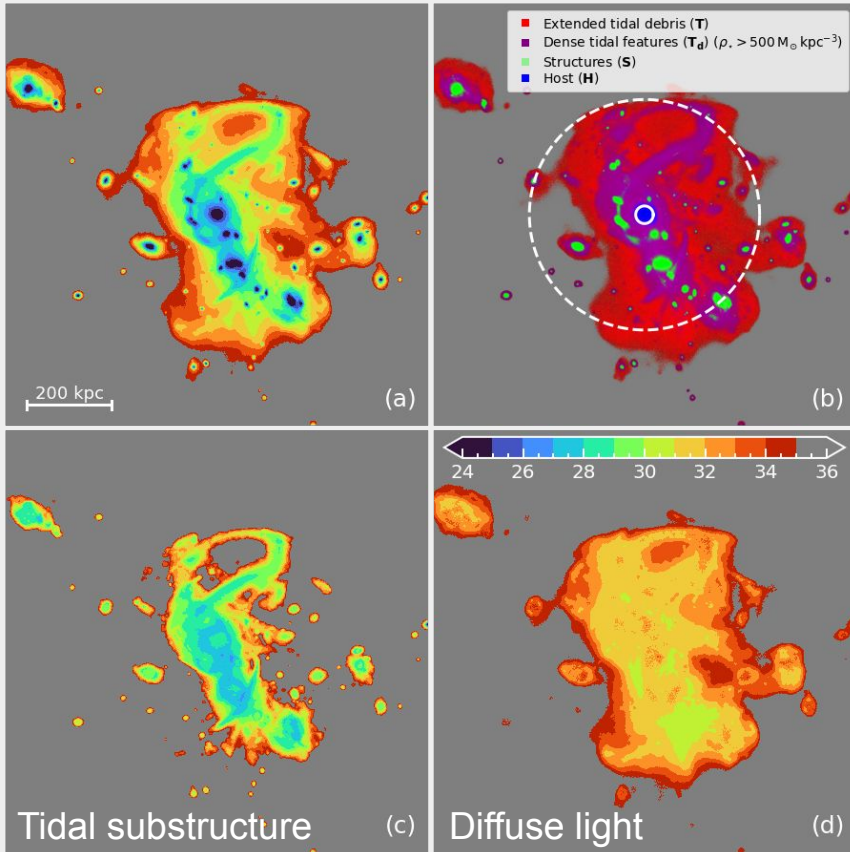 Extended tidal debris (T)
Dense tidal features (T_d) (ρ⋆ > 500 M⊙ kpc⁻³)
Structures (S)
Host (H)
200 kpc
(a)
(b)
24 26 28 30 32 34 36
Tidal substructure
(c)
Diffuse light
(d)